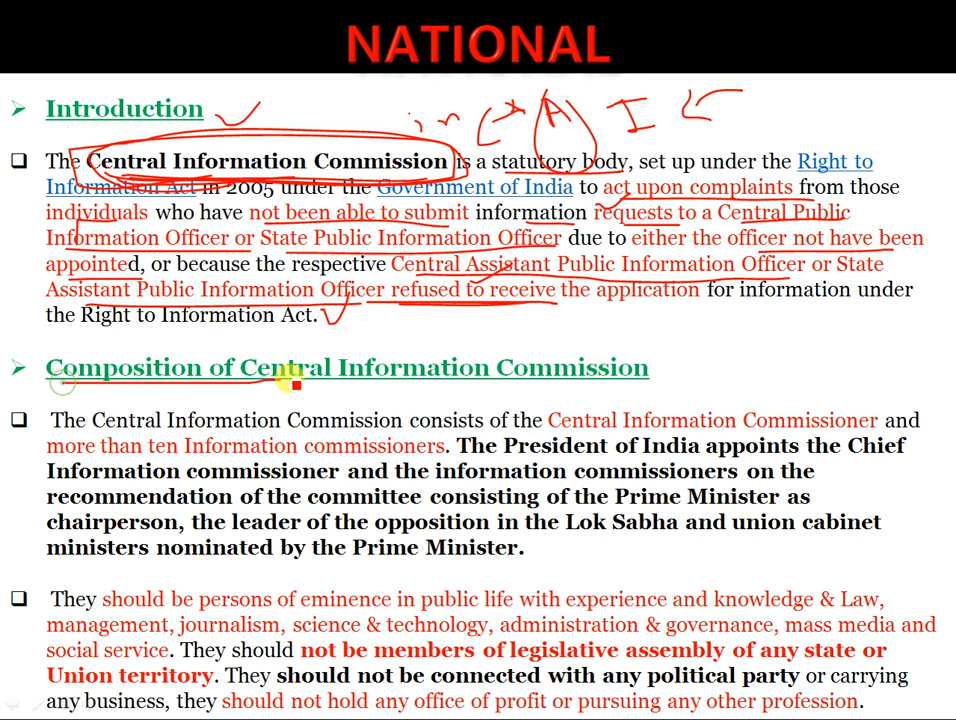 NATIONAL
Introduction
The Central Information Commission is a statutory body, set up under the Right to
Information Act in 2005 under the Government of India to act upon complaints from those
individuals who have not been able to submit information requests to a Central Public
Information Officer or State Public Information Officer due to either the officer not have been
appointed, or because the respective Central Assistant Public Information Officer or State
Assistant Public Information Officer refused to receive the application for information under
the Right to Information Act.
Composition of Central Information Commission
The Central Information Commission consists of the Central Information Commissioner and
more than ten Information commissioners. The President of India appoints the Chief
Information commissioner and the information commissioners on the
recommendation of the committee consisting of the Prime Minister as
chairperson, the leader of the opposition in the Lok Sabha and union cabinet
ministers nominated by the Prime Minister.
They should be persons of eminence in public life with experience and knowledge & Law,
management, journalism, science & technology, administration & governance, mass media and
social service. They should not be members of legislative assembly of any state or
Union territory. They should not be connected with any political party or carrying
any business, they should not hold any office of profit or pursuing any other profession.